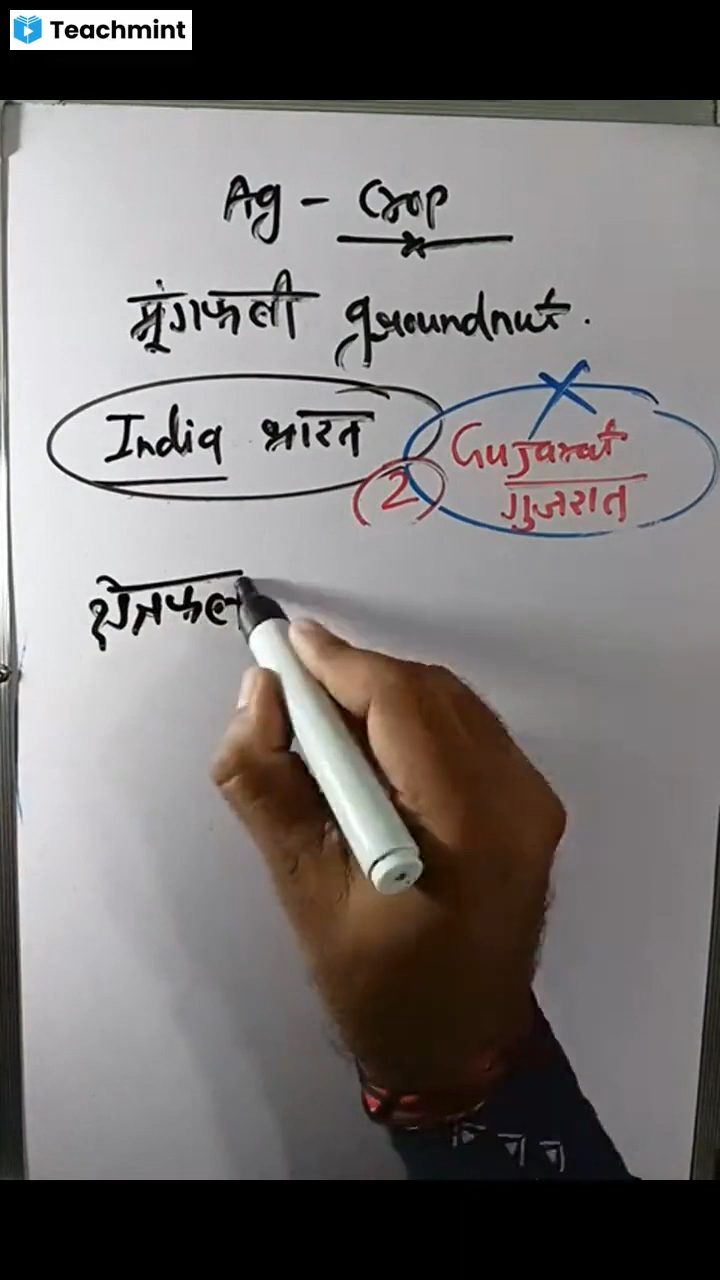 Teachmint
Ag - Crop
मूंगफली groundnut.
India भारत
Gujarat
2
गुजरात
क्षेत्रफल